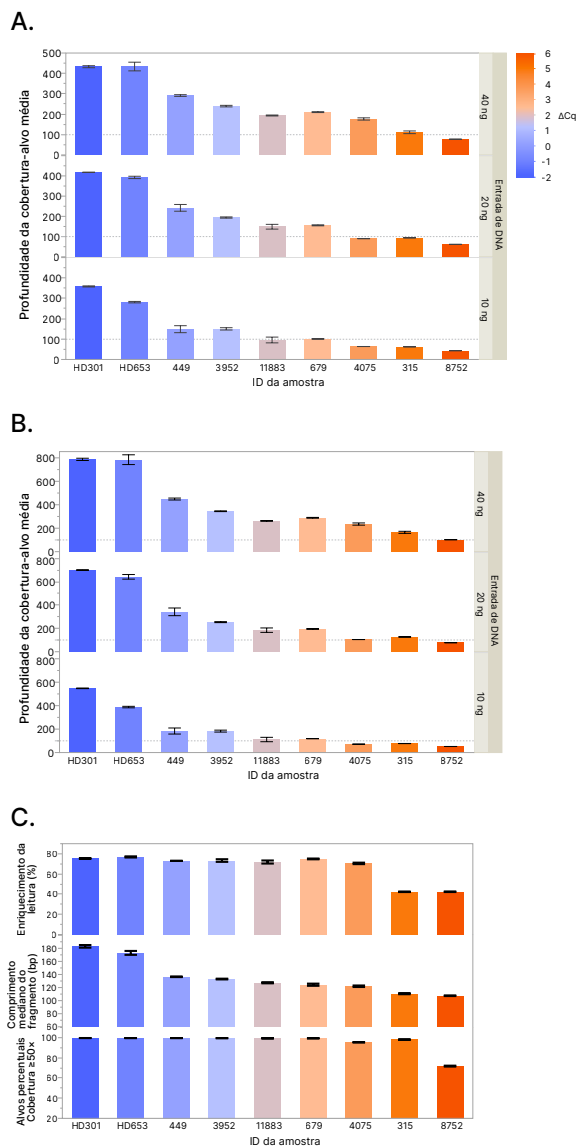 A.
Profundidade da cobertura-alvo média
500
400
300
200
100
0
400
300
200
100
0
400
300
200
100
0
40 ng
20 ng
10 ng
Entrada de DNA
6
5
4
3
2
1
0
-1
-2
ΔCq
HD301 HD653 449 3952 11883 679 4075 315 8752
ID da amostra
B.
Profundidade da cobertura-alvo média
800
600
400
200
0
800
600
400
200
0
800
600
400
200
0
40 ng
20 ng
10 ng
Entrada de DNA
HD301 HD653 449 3952 11883 679 4075 315 8752
ID da amostra
C.
Enriquecimento da
leitura (%)
80
60
40
20
0
Comprimento
mediano do
fragmento (bp)
180
160
140
120
100
80
60
Alvos percentuais
Cobertura ≥50×
100
80
60
40
20
HD301 HD653 449 3952 11883 679 4075 315 8752
ID da amostra